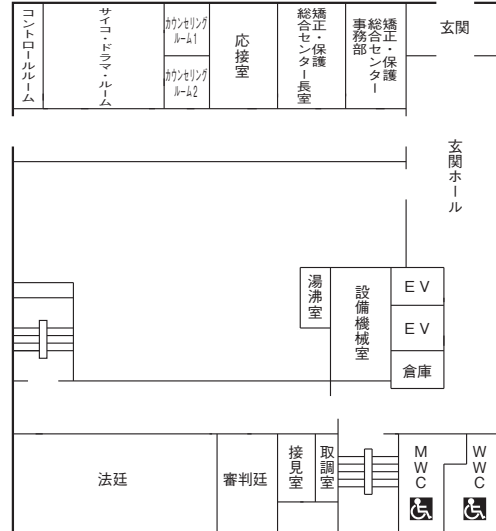 コントロールルーム
サイコ・ドラマ・ルーム
カウンセリング
ルーム1
カウンセリング
ルーム2
応接室
矯正・保護
総合センター長室
矯正・保護
総合センター
事務部
玄関
玄関ホール
湯沸室
設備機械室
EV
EV
倉庫
法廷
審判廷
接見室
取調室
MWC
WWC